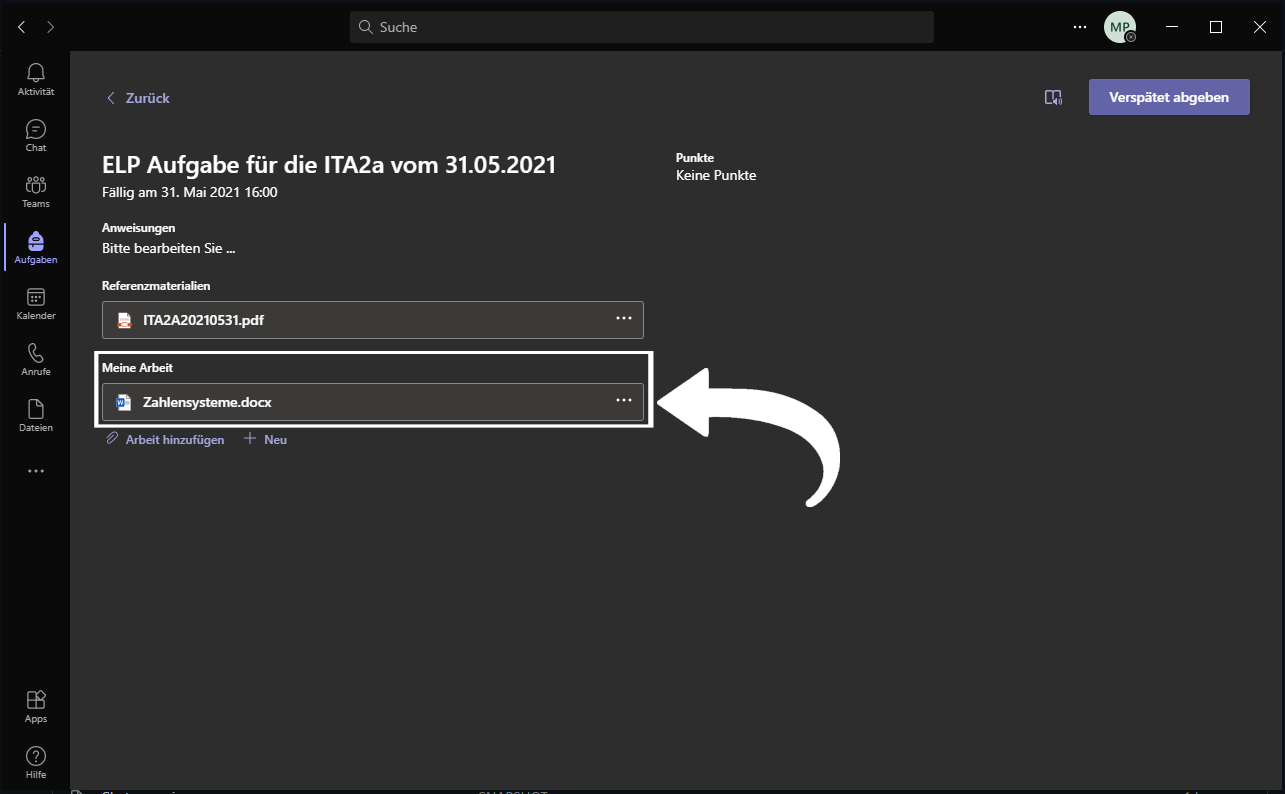 Suche
MP
Aktivität
Chat
Teams
Aufgaben
Kalender
Anrufe
Dateien
Apps
Hilfe
Zurück
Verspätet abgeben
ELP Aufgabe für die ITA2a vom 31.05.2021
Fällig am 31. Mai 2021 16:00
Punkte
Keine Punkte
Anweisungen
Bitte bearbeiten Sie ...
Referenzmaterialien
ITA2A20210531.pdf
Meine Arbeit
Zahlensysteme.docx
Arbeit hinzufügen
Neu